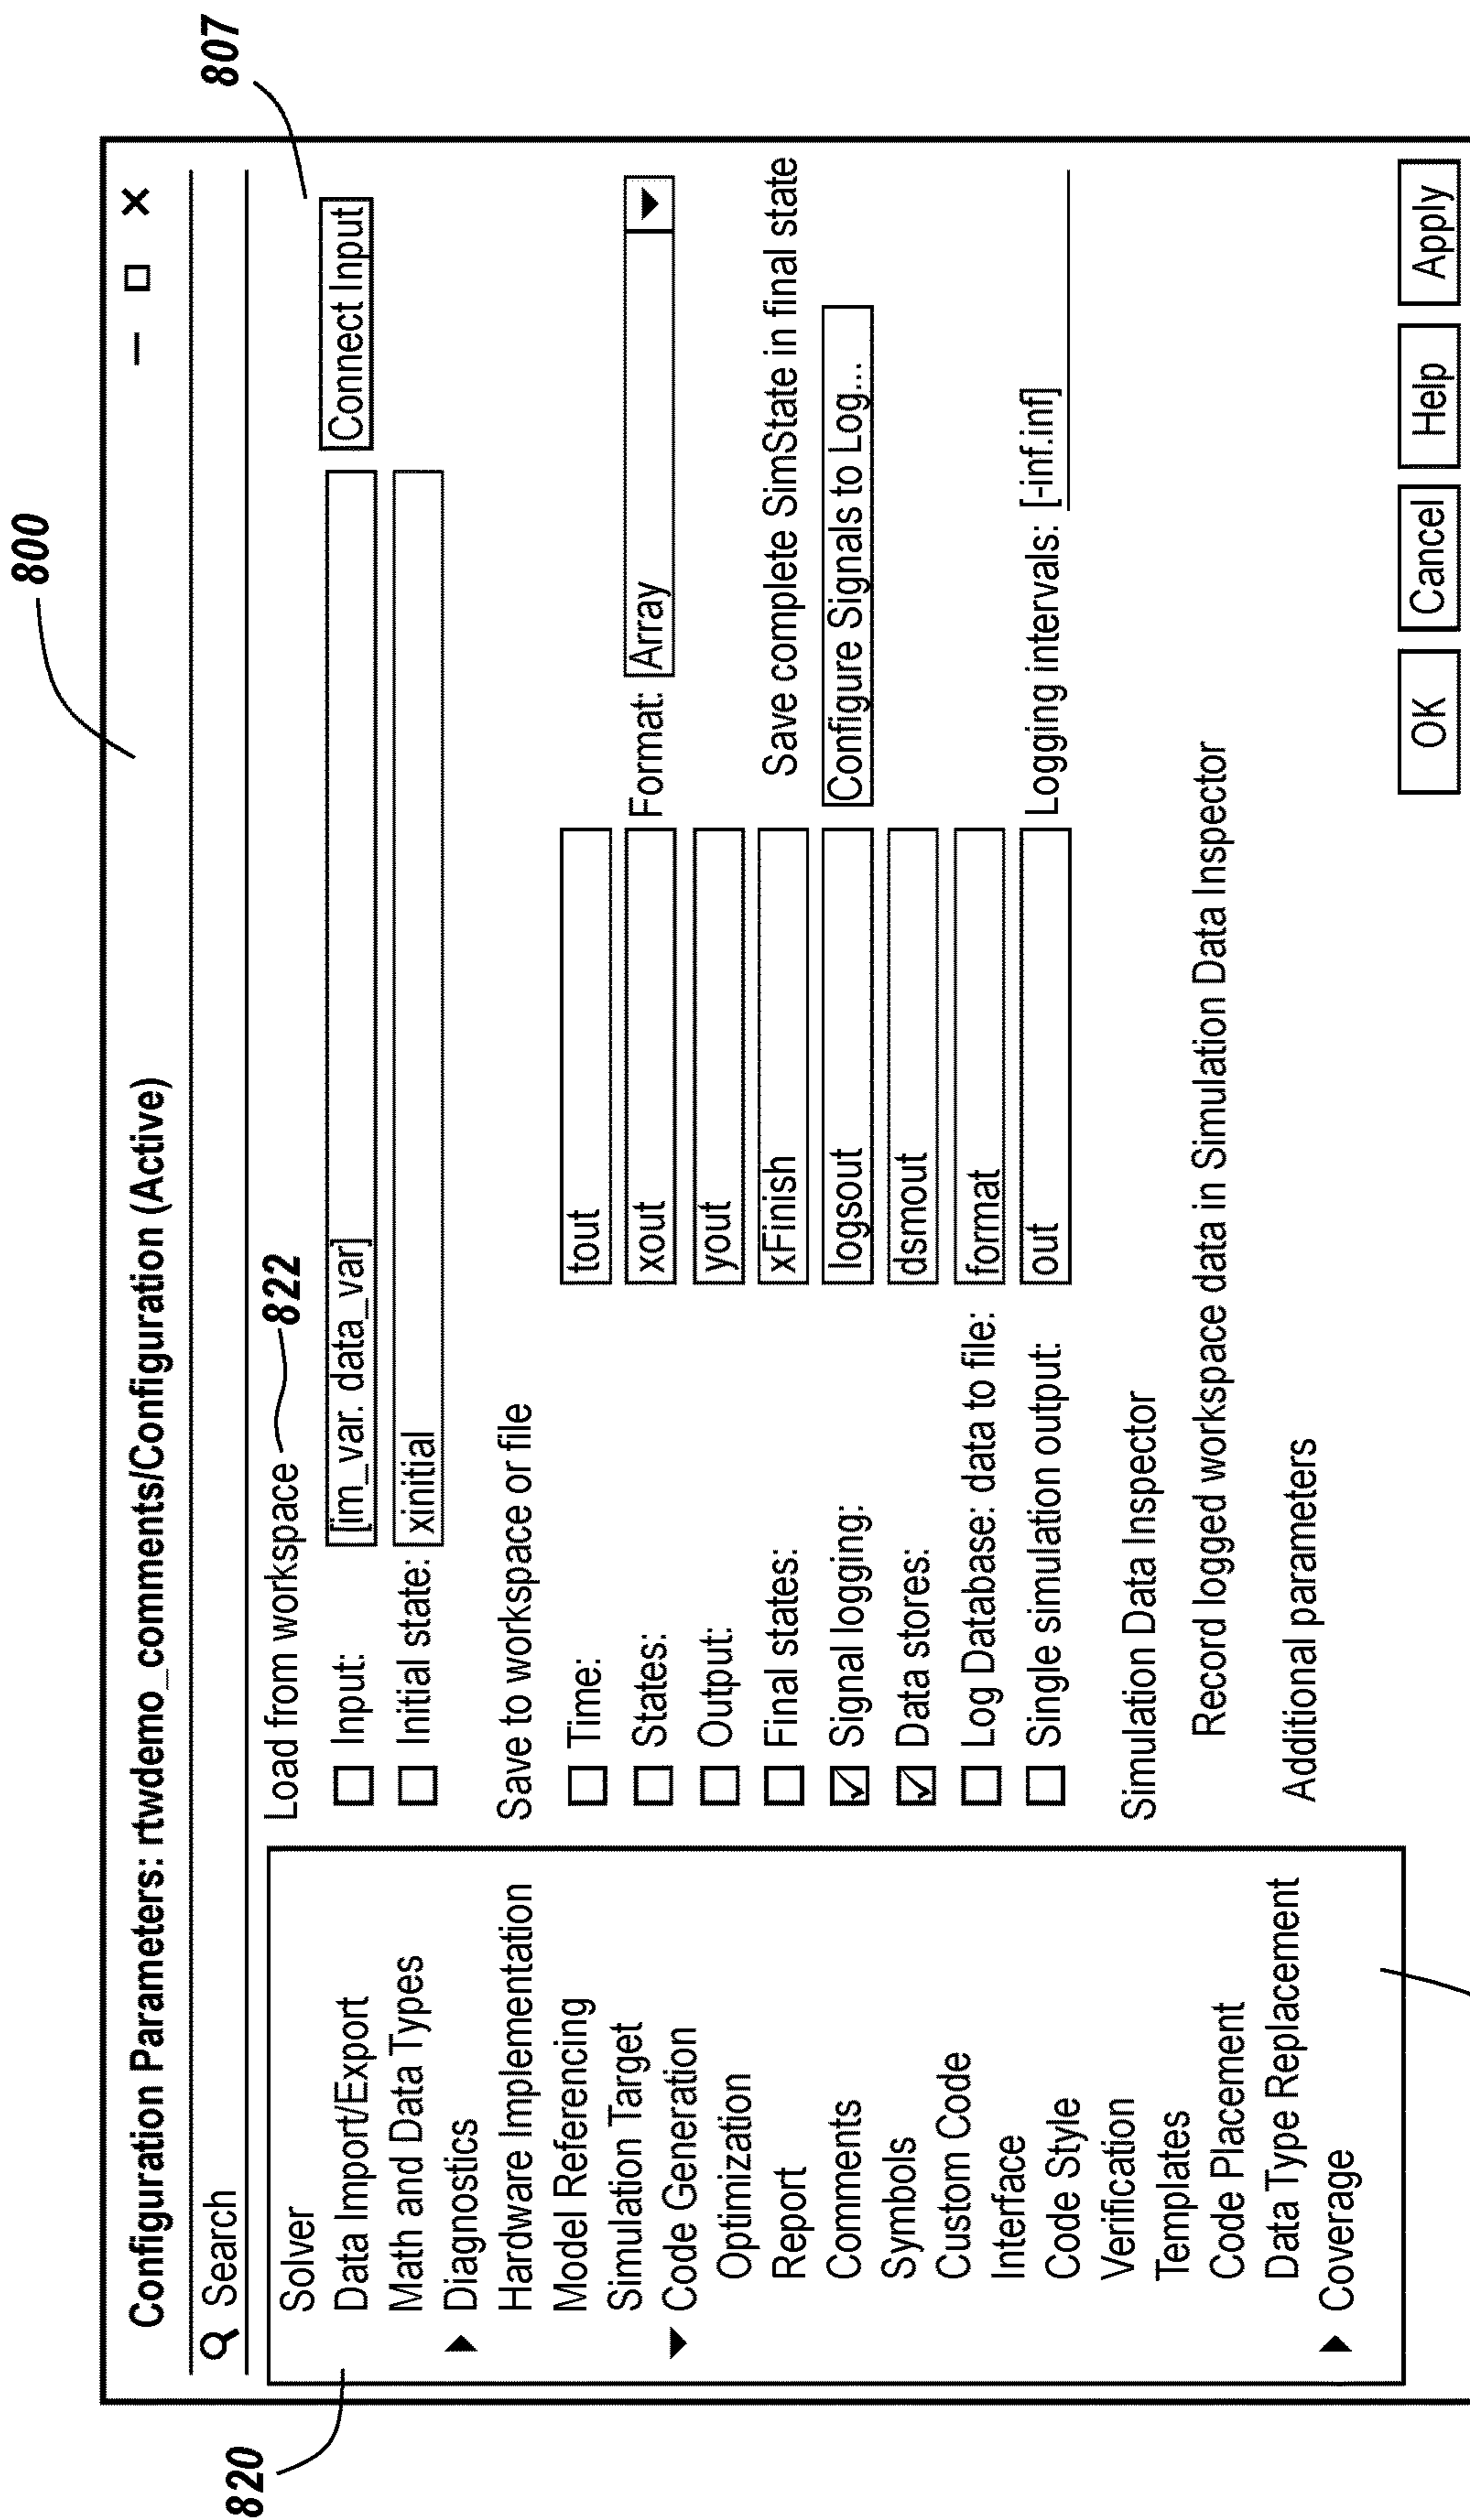 800
807
Configuration Parameters: rtwdemo_comments/Configuration (Active)
Search
820
Solver
Data Import/Export
Math and Data Types
Diagnostics
Hardware Implementation
Model Referencing
Simulation Target
Code Generation
Optimization
Report
Comments
Symbols
Custom Code
Interface
Code Style
Verification
Templates
Code Placement
Data Type Replacement
Coverage
Load from workspace 822
Input: [im_var. data_var] Connect Input
Initial state: xinitial
Save to workspace or file
Time: tout
States: xout Format: Array
Output: yout
Final states: xFinish Save complete SimState in final state
Signal logging: logsout Configure Signals to Log...
Data stores: dsmout
Log Database: data to file: format
Single simulation output: out Logging intervals: [-inf.inf]
Simulation Data Inspector
Record logged workspace data in Simulation Data Inspector
Additional parameters
OK Cancel Help Apply